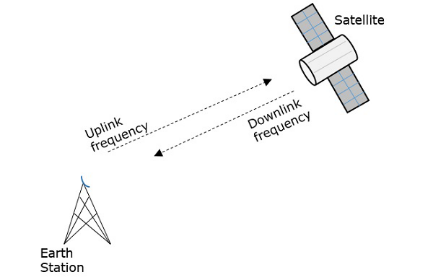 Satellite
Uplink
frequency
Downlink
frequency
Earth
Station